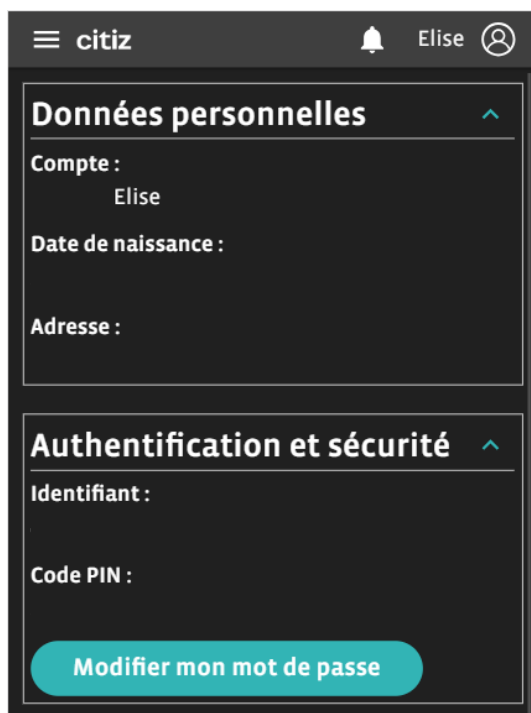 citiz
Elise
Données personnelles
Compte :
Elise
Date de naissance :
Adresse :
Authentification et sécurité
Identifiant :
Code PIN :
Modifier mon mot de passe